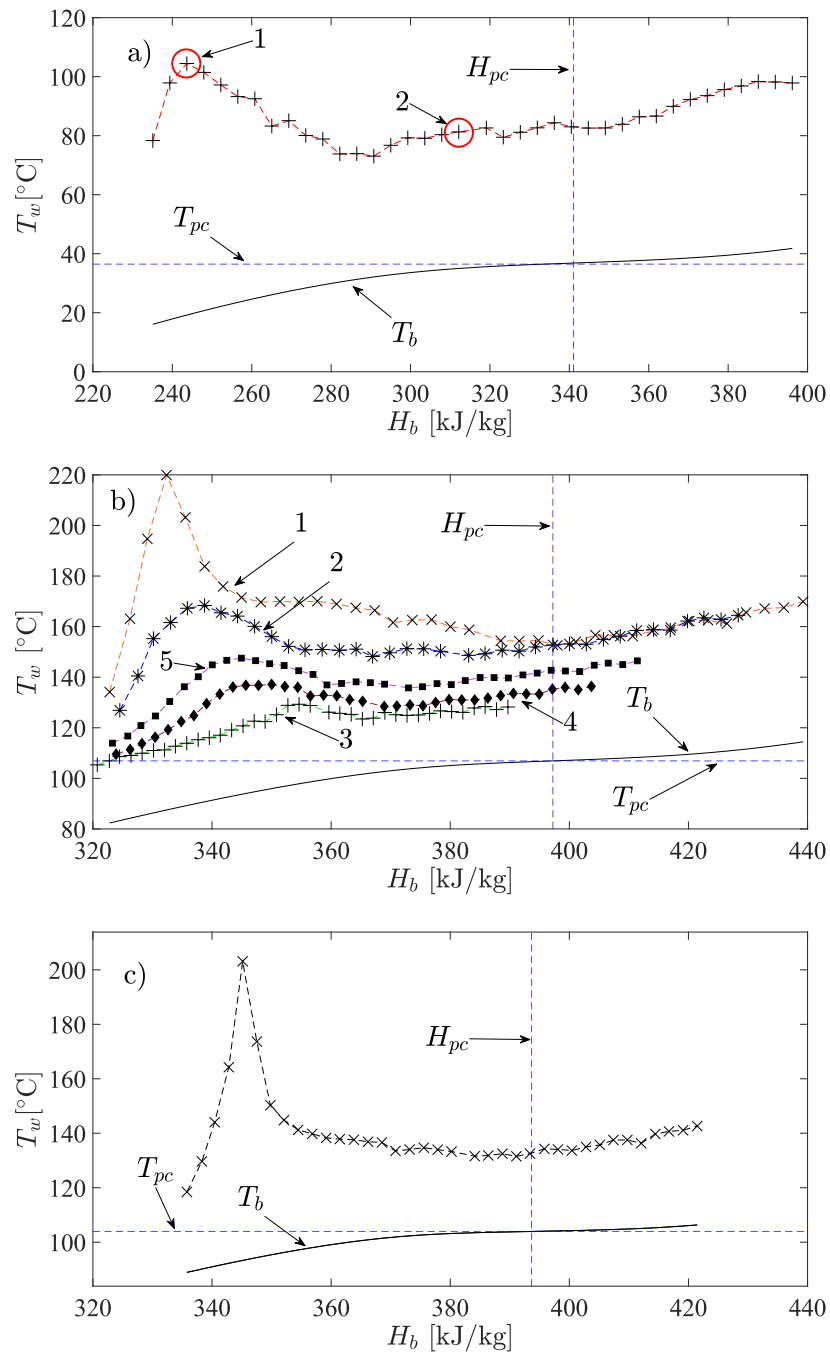 a)
1
H_pc
2
T_pc
T_b
T_w[°C]
120
100
80
60
40
20
0
220 240 260 280 300 320 340 360 380 400
H_b [kJ/kg]
b)
1
2
5
3
4
H_pc
T_b
T_pc
T_w [°C]
220
200
180
160
140
120
100
80
320 340 360 380 400 420 440
H_b [kJ/kg]
c)
H_pc
T_pc
T_b
T_w[°C]
200
180
160
140
120
100
320 340 360 380 400 420 440
H_b [kJ/kg]